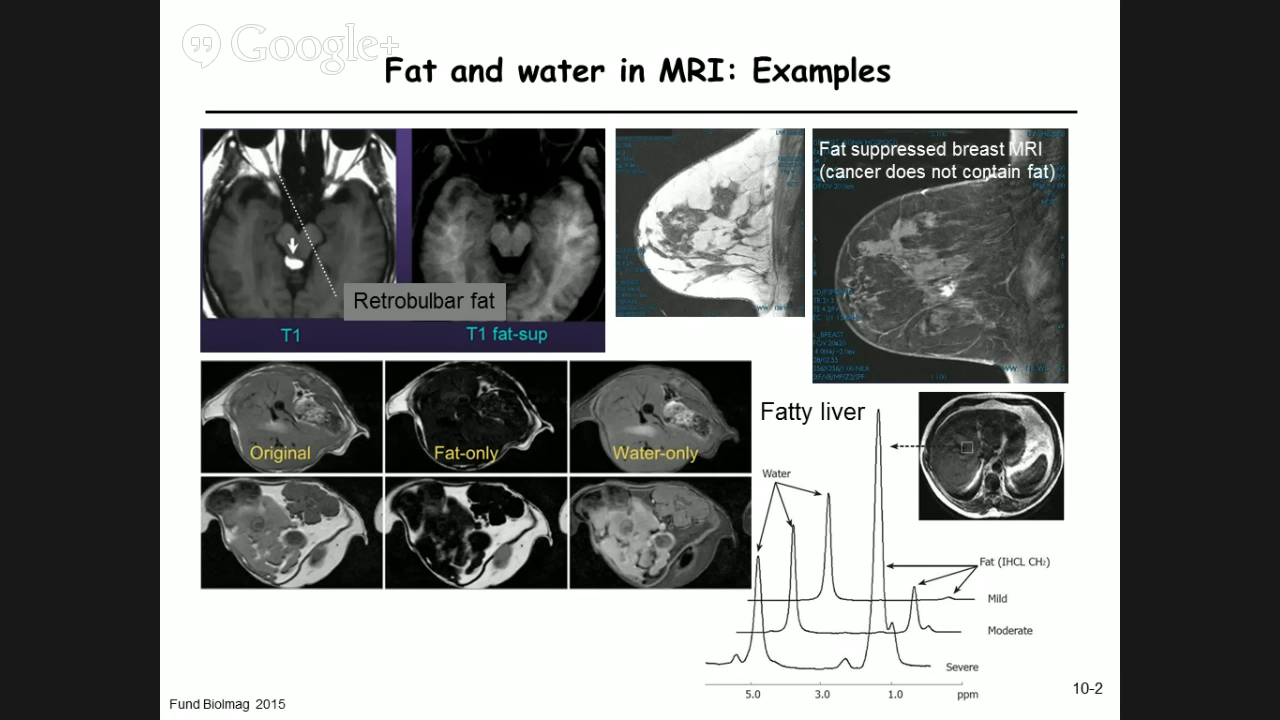 Google+
Fat and water in MRI: Examples
Retrobulbar fat
T1
T1 fat-sup
Fat suppressed breast MRI
(cancer does not contain fat)
Original
Fat-only
Water-only
Fatty liver
Water
Fat (IHCL CH₂)
Mild
Moderate
Severe
5.0
3.0
1.0
ppm
Fund Biolmag 2015
10-2